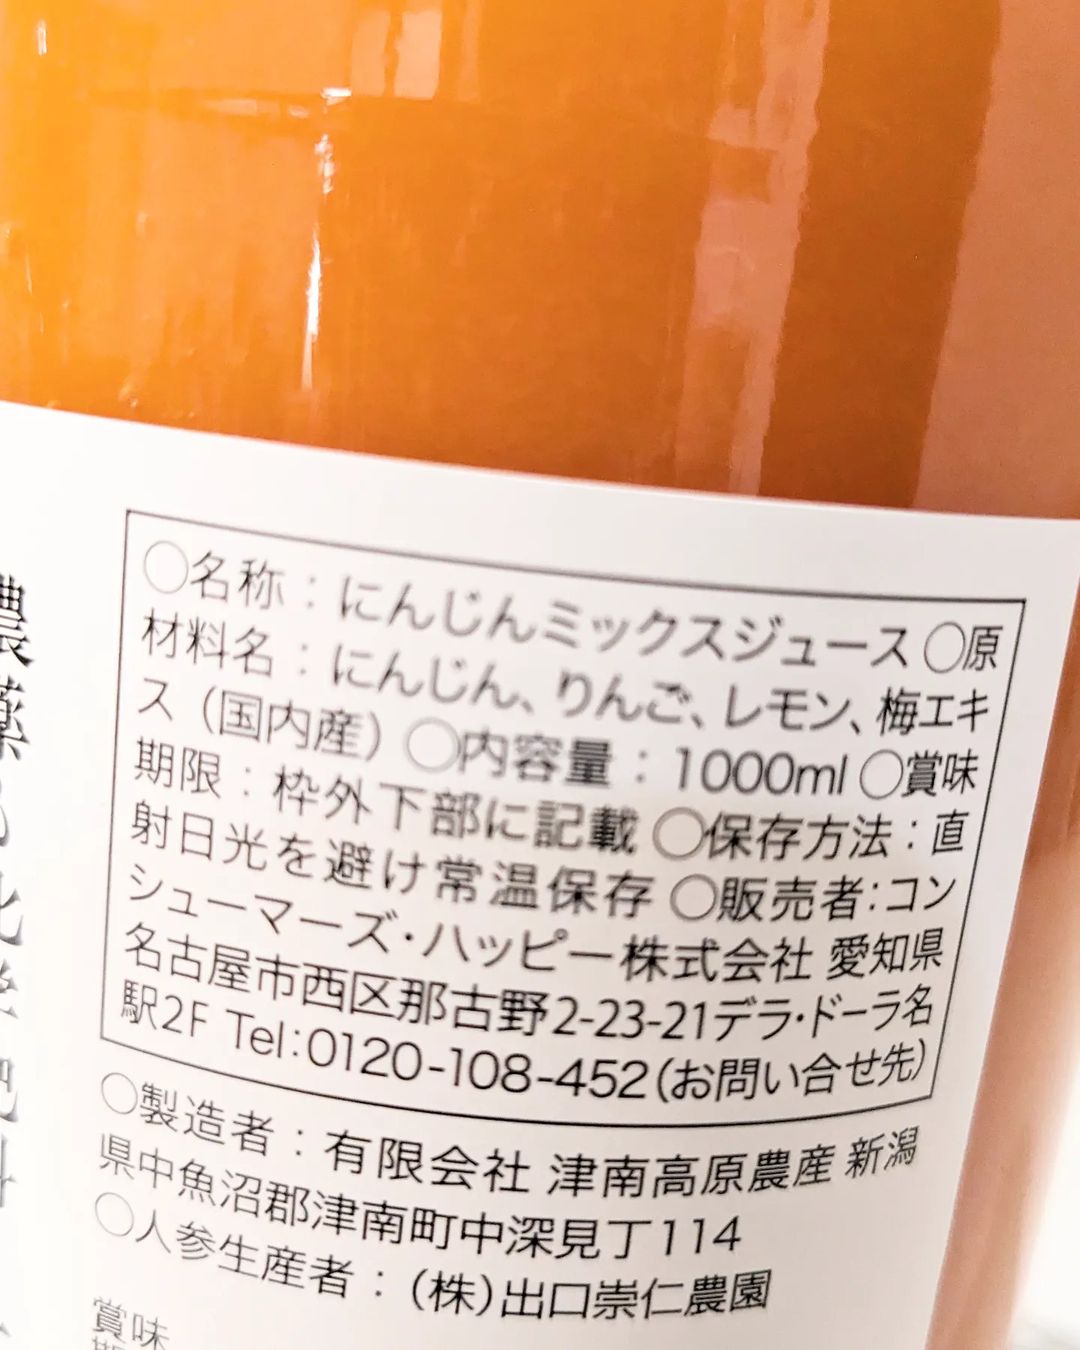 〇名称：にんじんミックスジュース 〇原
材料名：にんじん、りんご、レモン、梅エキ
ス（国内産）〇内容量：1000ml 〇賞味
期限：枠外下部に記載 〇保存方法：直
射日光を避け常温保存 〇販売者：コン
シューマーズ・ハッピー株式会社 愛知県
名古屋市西区那古野2-23-21デラ・ドーラ名
駅2F Tel：0120-108-452(お問い合せ先)
〇製造者：有限会社 津南高原農産 新潟
県中魚沼郡津南町中深見丁114
〇人参生産者：(株)出口崇仁農園
賞味